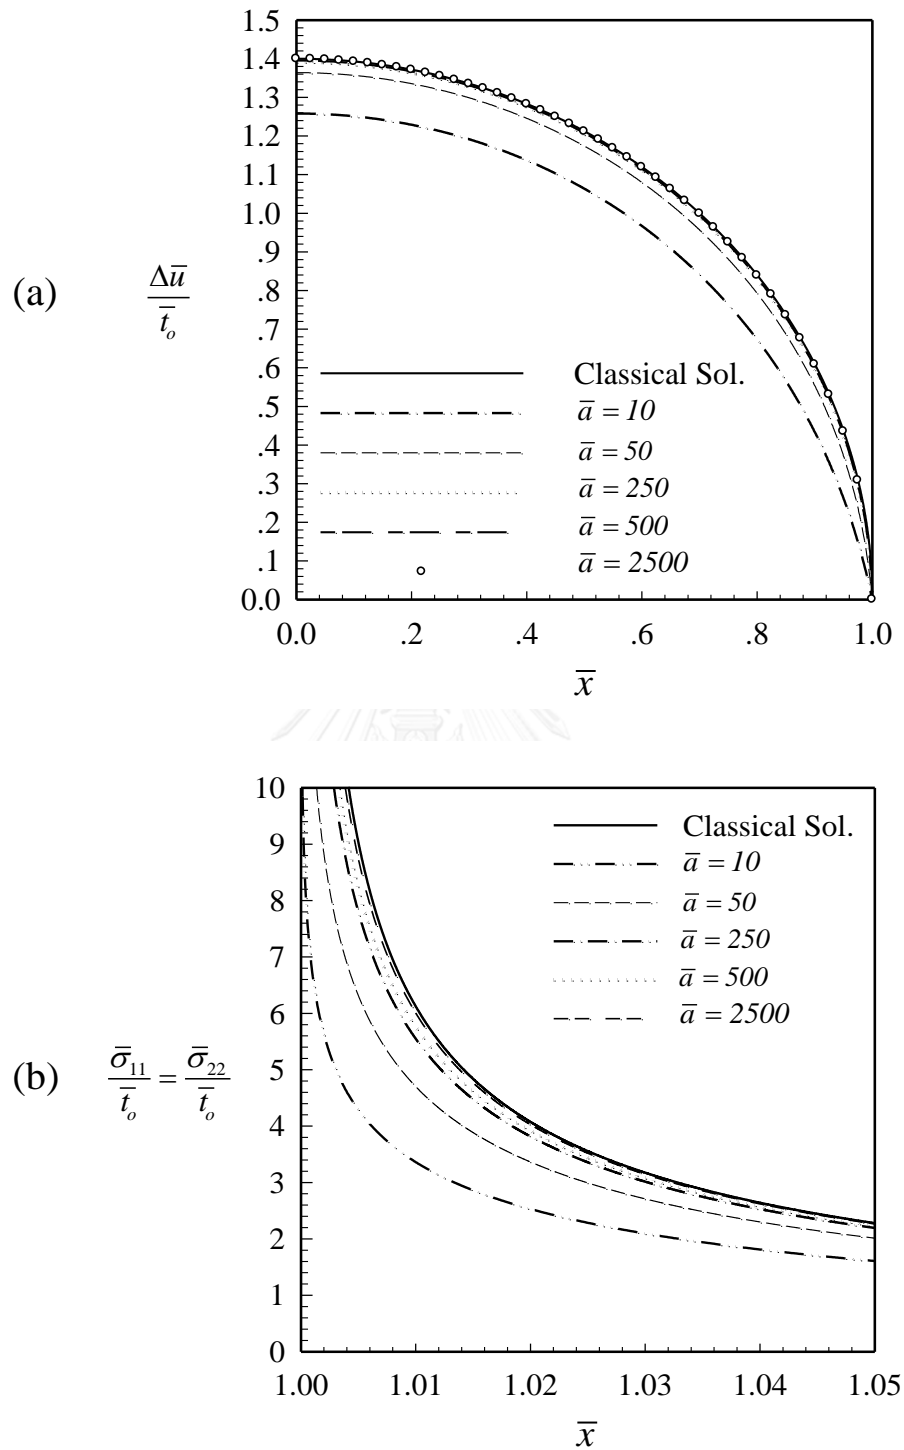 (a)
Δu̅ / t̅ₒ
1.5
1.4
1.3
1.2
1.1
1.0
.9
.8
.7
.6
.5
.4
.3
.2
.1
0.0
Classical Sol.
a̅ = 10
a̅ = 50
a̅ = 250
a̅ = 500
a̅ = 2500
0.0 .2 .4 .6 .8 1.0
x̅
(b)
σ̅₁₁ / t̅ₒ = σ̅₂₂ / t̅ₒ
10
9
8
7
6
5
4
3
2
1
0
Classical Sol.
a̅ = 10
a̅ = 50
a̅ = 250
a̅ = 500
a̅ = 2500
1.00 1.01 1.02 1.03 1.04 1.05
x̅